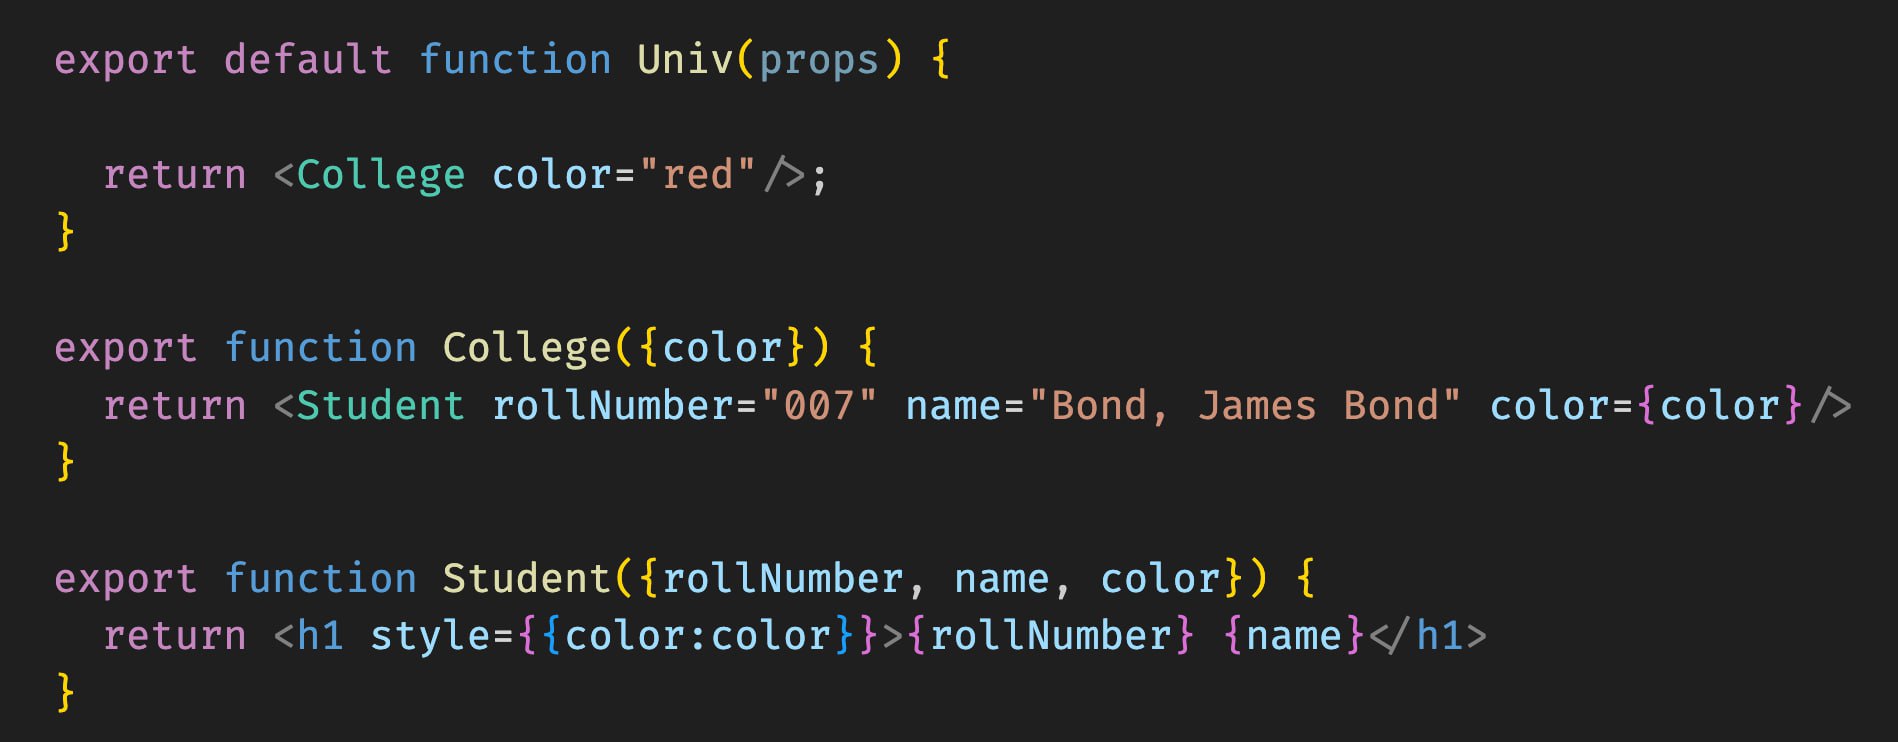 export default function Univ(props) {
return <College color="red"/>;
}
export function College({color}) {
return <Student rollNumber="007" name="Bond, James Bond" color={color}/>
}
export function Student({rollNumber, name, color}) {
return <h1 style={{color:color}}>{rollNumber} {name}</h1>
}